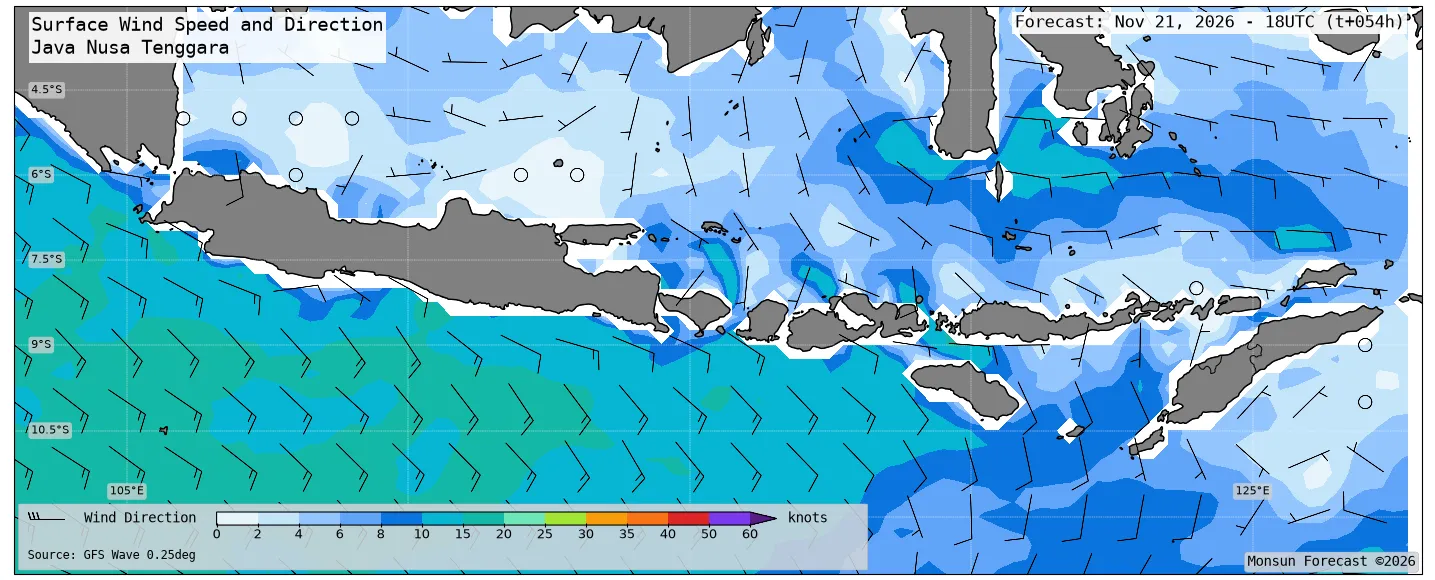 Surface Wind Speed and Direction
Java Nusa Tenggara
Forecast: Nov 21, 2026 - 18UTC (t+054h)
4.5°S
6°S
7.5°S
9°S
10.5°S
105°E
125°E
Wind Direction
0 2 4 6 8 10 15 20 25 30 35 40 50 60
knots
Source: GFS Wave 0.25deg
Monsun Forecast ©2026